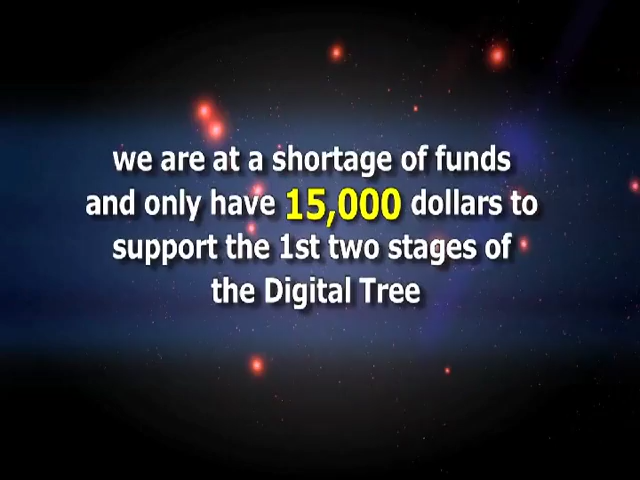 we are at a shortage of funds
and only have 15,000 dollars to
support the 1st two stages of
the Digital Tree